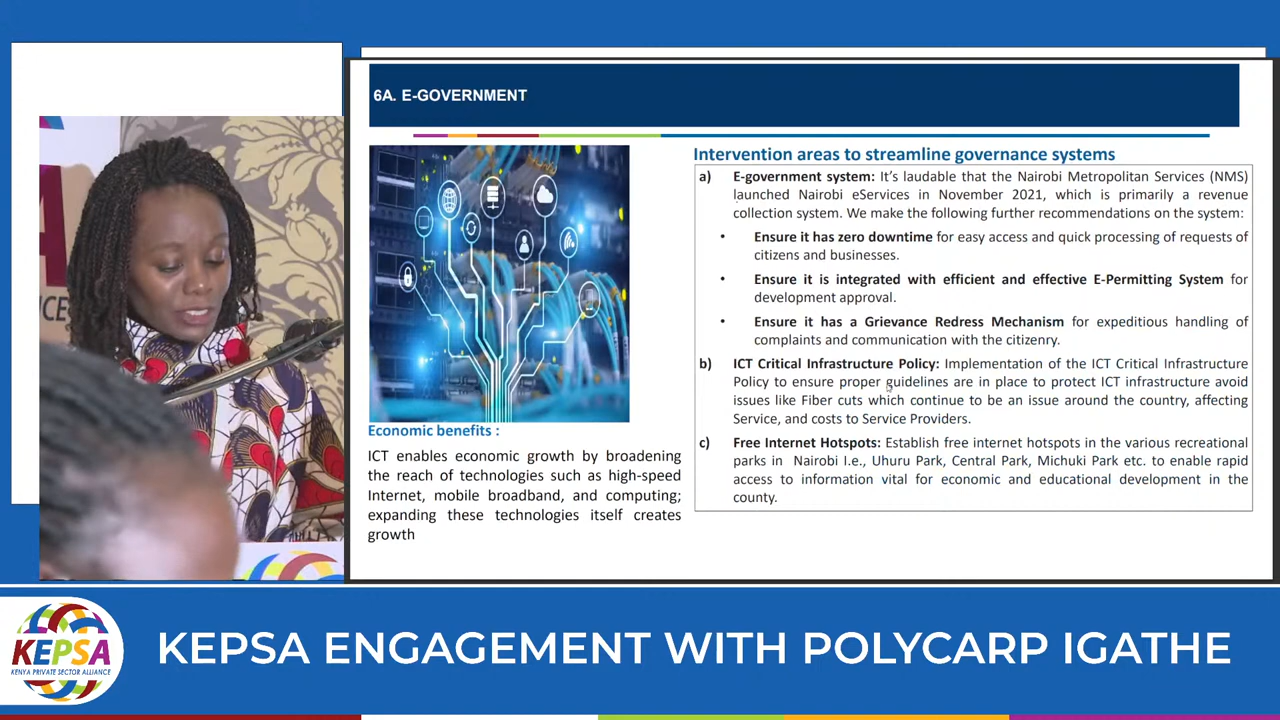 6A. E-GOVERNMENT
Economic benefits :
ICT enables economic growth by broadening
the reach of technologies such as high-speed
Internet, mobile broadband, and computing;
expanding these technologies itself creates
growth
Intervention areas to streamline governance systems
a) E-government system: It’s laudable that the Nairobi Metropolitan Services (NMS)
launched Nairobi eServices in November 2021, which is primarily a revenue
collection system. We make the following further recommendations on the system:
• Ensure it has zero downtime for easy access and quick processing of requests of
citizens and businesses.
• Ensure it is integrated with efficient and effective E-Permitting System for
development approval.
• Ensure it has a Grievance Redress Mechanism for expeditious handling of
complaints and communication with the citizenry.
b) ICT Critical Infrastructure Policy: Implementation of the ICT Critical Infrastructure
Policy to ensure proper guidelines are in place to protect ICT infrastructure avoid
issues like Fiber cuts which continue to be an issue around the country, affecting
Service, and costs to Service Providers.
c) Free Internet Hotspots: Establish free internet hotspots in the various recreational
parks in Nairobi I.e., Uhuru Park, Central Park, Michuki Park etc. to enable rapid
access to information vital for economic and educational development in the
county.
KEPSA
KENYA PRIVATE SECTOR ALLIANCE
KEPSA ENGAGEMENT WITH POLYCARP IGATHE